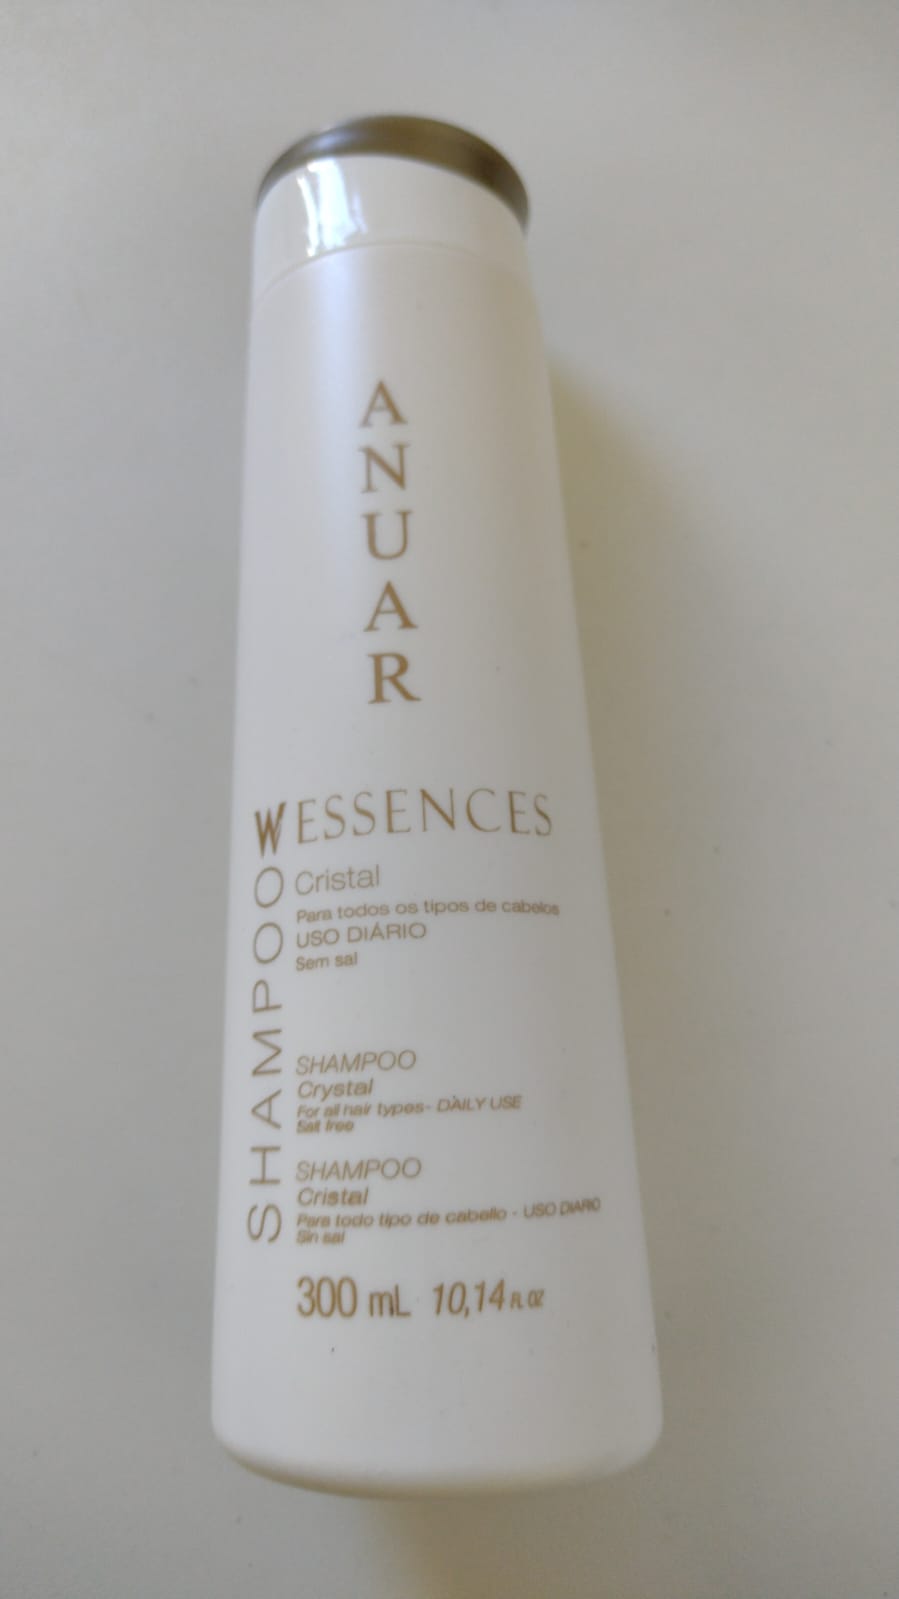 ANUAR
WESSENCES
SHAMPOO
Cristal
Para todos os tipos de cabelos
USO DIÁRIO
Sem sal
SHAMPOO
Crystal
For all hair types- DAILY USE
Salt free
SHAMPOO
Cristal
Para todo tipo de cabello - USO DIARIO
Sin sal
300 mL 10,14 FL OZ